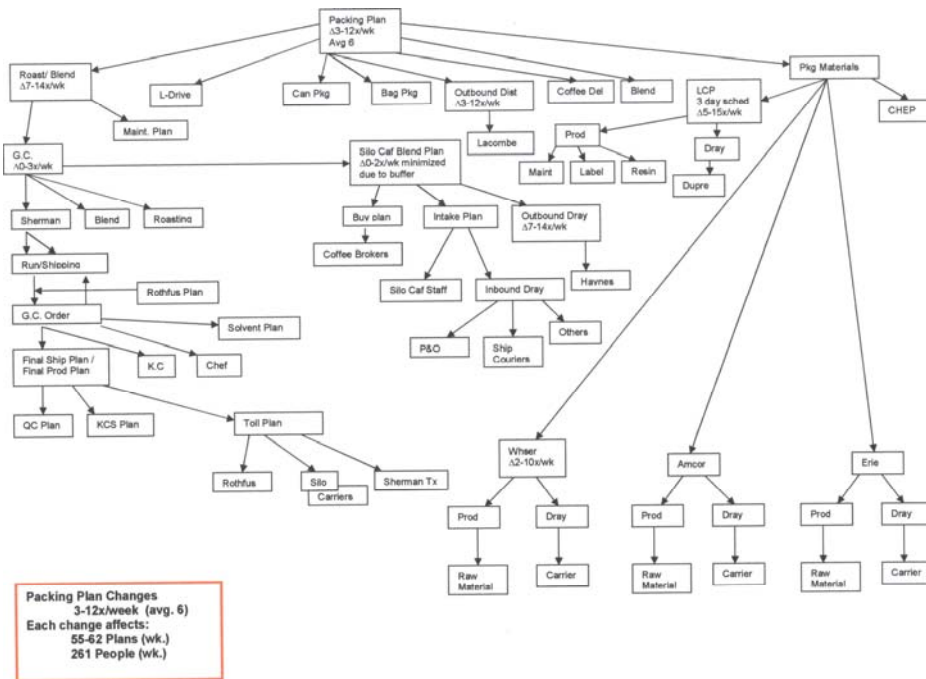 Packing Plan
Δ3-12x/wk
Avg 6
Roast/ Blend
Δ7-14x/wk
L-Drive
Can Pkg
Bag Pkg
Outbound Dist
Δ3-12x/wk
Coffee Del
Blend
LCP
3 day sched
Δ5-15x/wk
Pkg Materials
CHEP
Maint. Plan
Lacombe
Prod
Dray
G.C.
Δ0-3x/wk
Silo Caf Blend Plan
Δ0-2x/wk minimized
due to buffer
Maint
Label
Resin
Dupre
Sherman
Blend
Roasting
Buy plan
Intake Plan
Outbound Dray
Δ7-14x/wk
Coffee Brokers
Run/Shipping
Rothfus Plan
Silo Caf Staff
Inbound Dray
Haynes
G.C. Order
Solvent Plan
P&O
Ship
Couriers
Others
Final Ship Plan /
Final Prod Plan
K.C
Chef
QC Plan
KCS Plan
Toll Plan
Rothfus
Silo
Carriers
Sherman Tx
Δ2-10x/wk
Amcor
Erie
Prod
Dray
Prod
Dray
Prod
Dray
Raw
Material
Carrier
Raw
Material
Carrier
Raw
Material
Carrier
Packing Plan Changes
3-12x/week (avg. 6)
Each change affects:
55-62 Plans (wk.)
261 People (wk.)